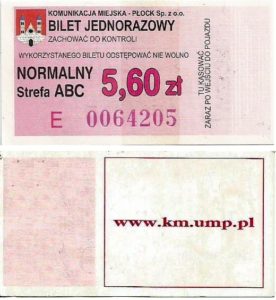 KOMUNIKACJA MIEJSKA - PŁOCK Sp. z o.o.
BILET JEDNORAZOWY
ZACHOWAĆ DO KONTROLI
WYKORZYSTANEGO BILETU ODSTĘPOWAĆ NIE WOLNO
NORMALNY 5,60 zł
Strefa ABC
E 0064205
TU KASOWAĆ
ZARAZ PO WEJŚCIU DO POJAZDU
www.km.ump.pl